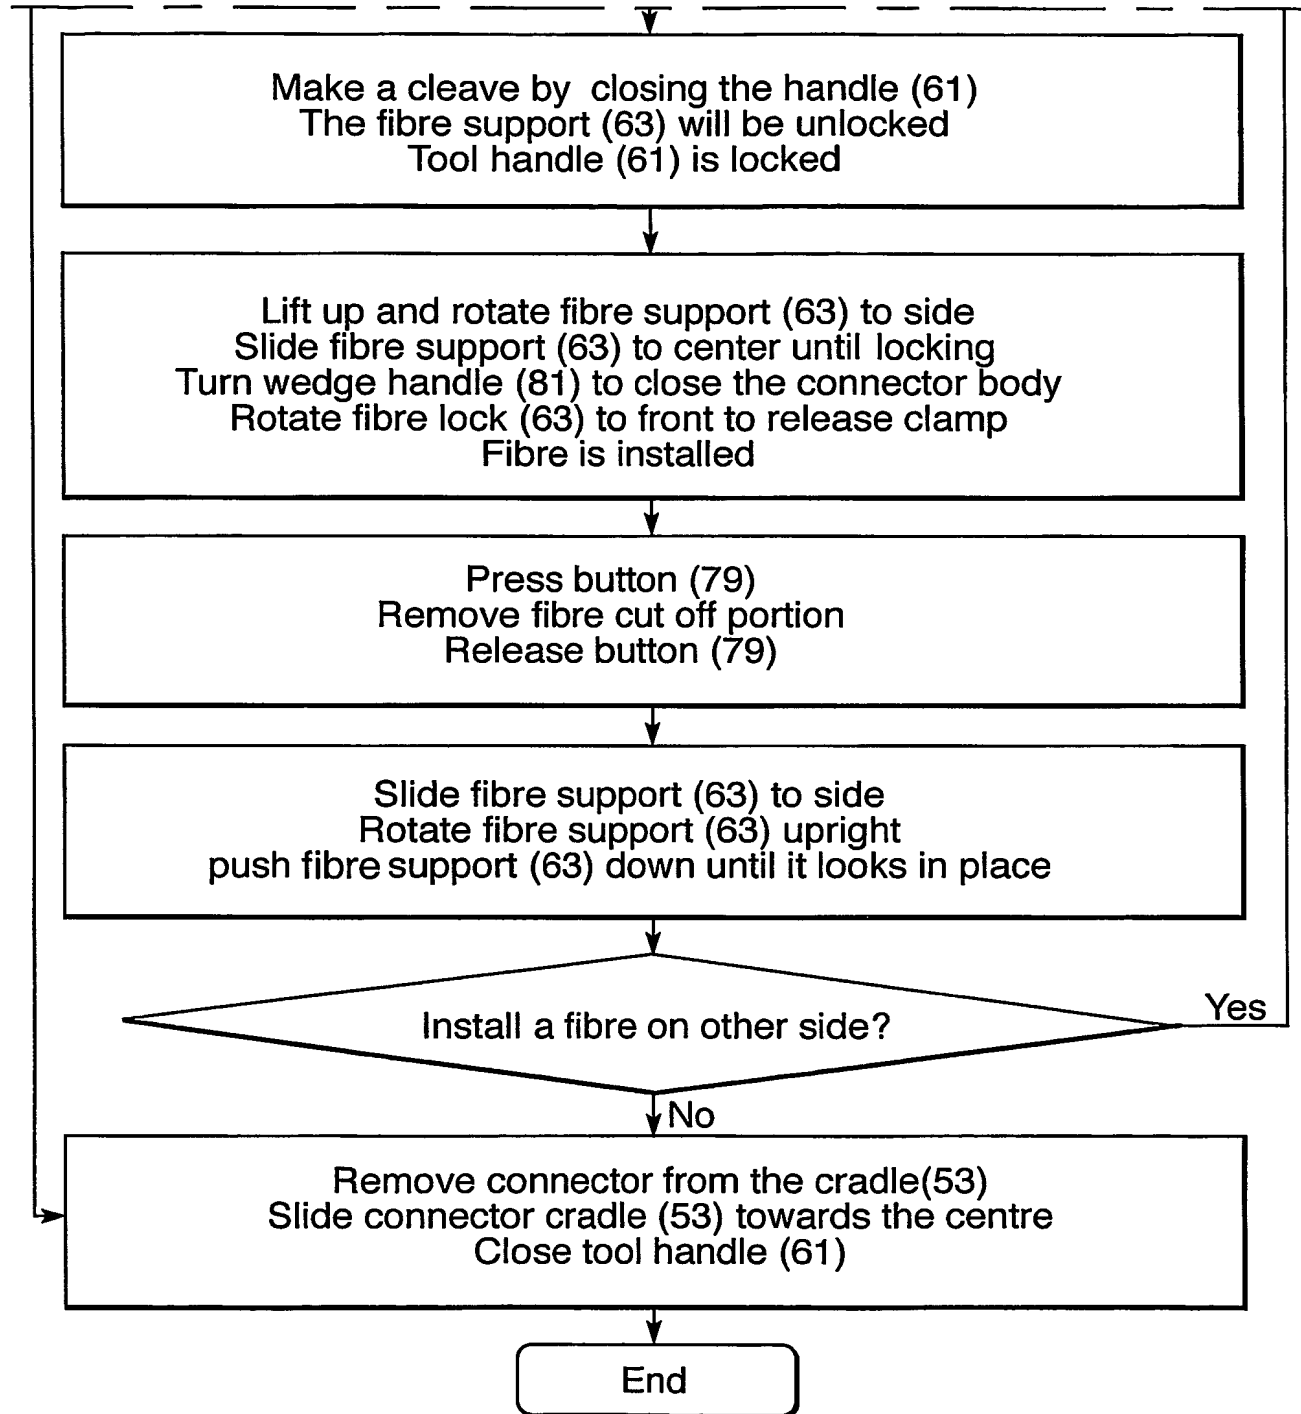 Make a cleave by closing the handle (61)
The fibre support (63) will be unlocked
Tool handle (61) is locked
Lift up and rotate fibre support (63) to side
Slide fibre support (63) to center until locking
Turn wedge handle (81) to close the connector body
Rotate fibre lock (63) to front to release clamp
Fibre is installed
Press button (79)
Remove fibre cut off portion
Release button (79)
Slide fibre support (63) to side
Rotate fibre support (63) upright
push fibre support (63) down until it looks in place
Install a fibre on other side?
Yes
No
Remove connector from the cradle(53)
Slide connector cradle (53) towards the centre
Close tool handle (61)
End